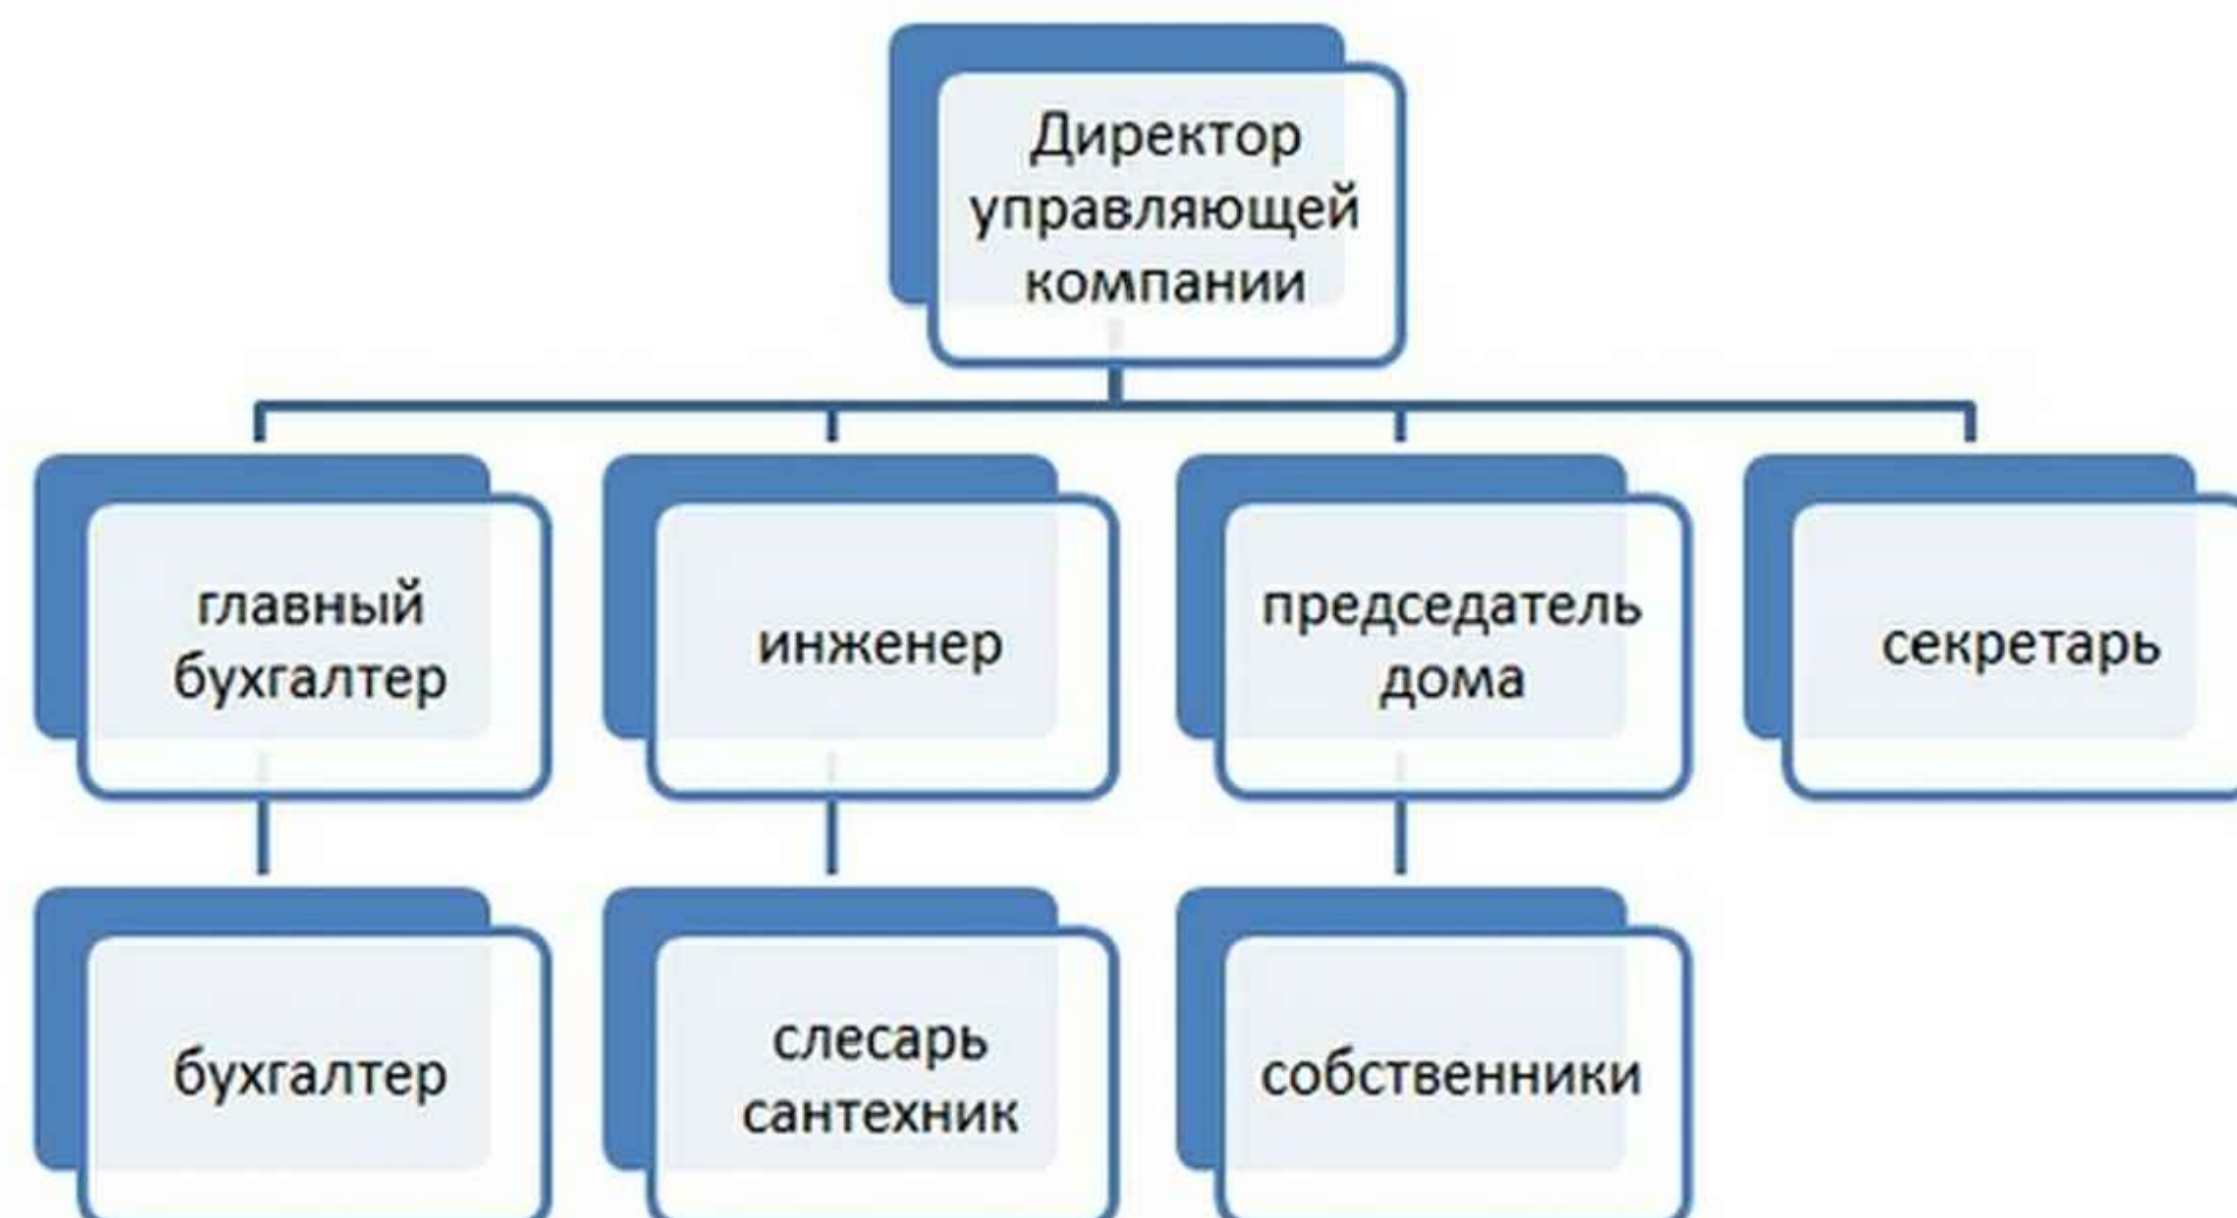 Директор
управляющей
компании
главный
бухгалтер
инженер
председатель
дома
секретарь
бухгалтер
слесарь
сантехник
собственники